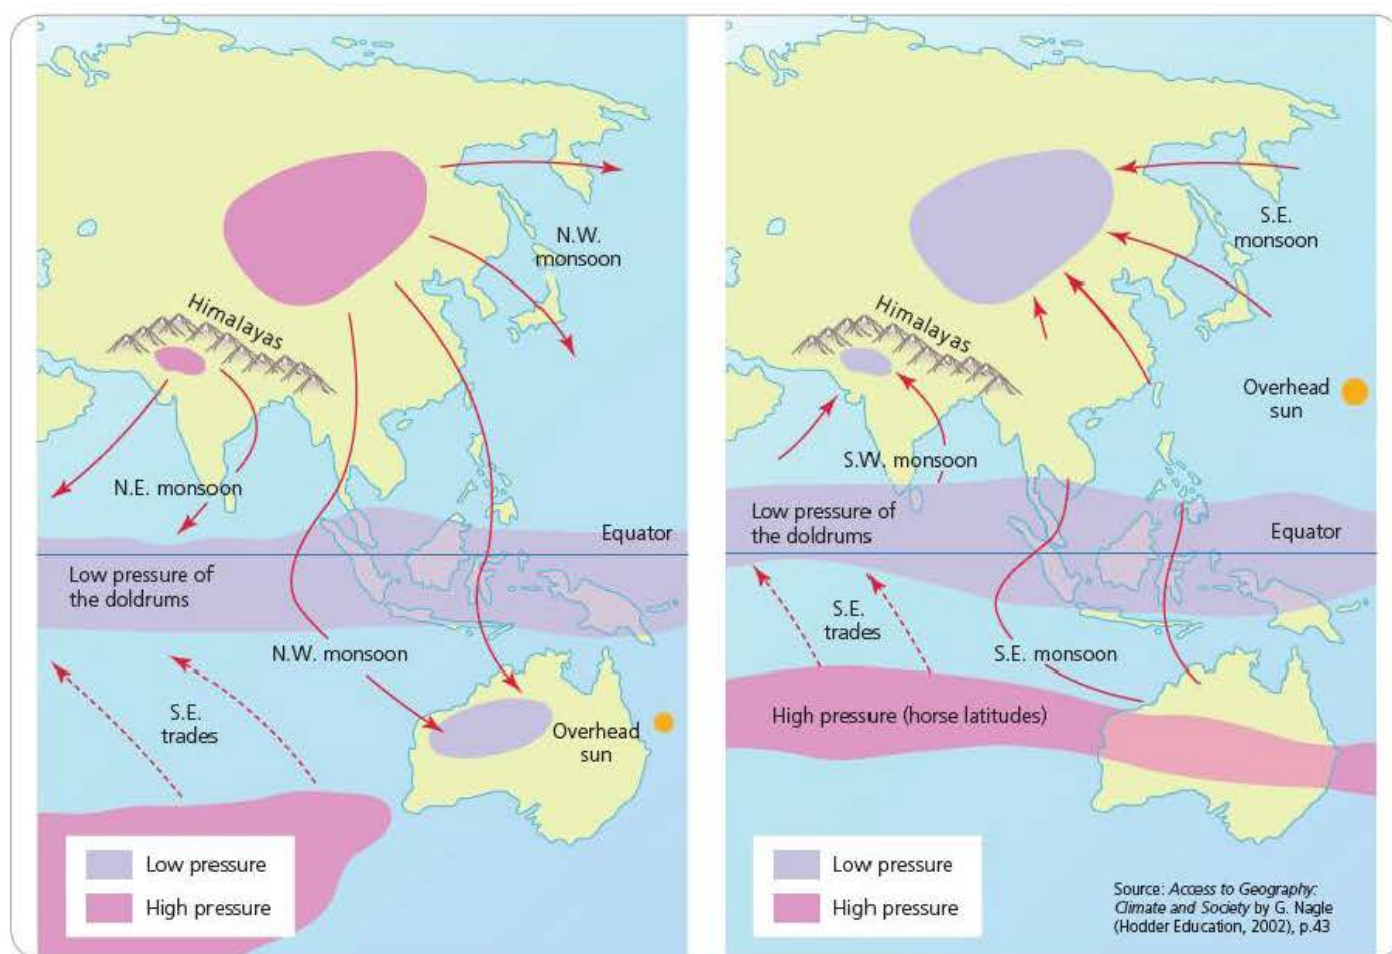 N.W.
monsoon
Himalayas
N.E. monsoon
Equator
Low pressure of
the doldrums
N.W. monsoon
S.E.
trades
Overhead
sun
Low pressure
High pressure
S.E.
monsoon
Himalayas
Overhead
sun
S.W. monsoon
Low pressure of
the doldrums
Equator
S.E.
trades
S.E. monsoon
High pressure (horse latitudes)
Low pressure
High pressure
Source: Access to Geography:
Climate and Society by G. Nagle
(Hodder Education, 2002), p.43